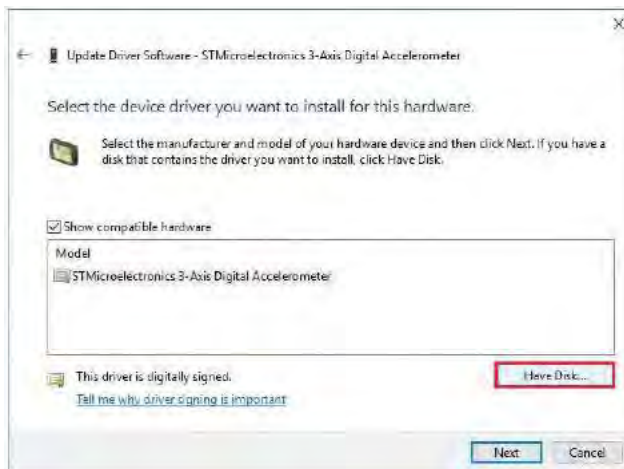 Update Driver Software - STMicroelectronics 3-Axis Digital Accelerometer
Select the device driver you want to install for this hardware.
Select the manufacturer and model of your hardware device and then click Next. If you have a
disk that contains the driver you want to install, click Have Disk.
Show compatible hardware
Model
STMicroelectronics 3-Axis Digital Accelerometer
This driver is digitally signed.
Have Disk...
Tell me why driver signing is important
Next
Cancel